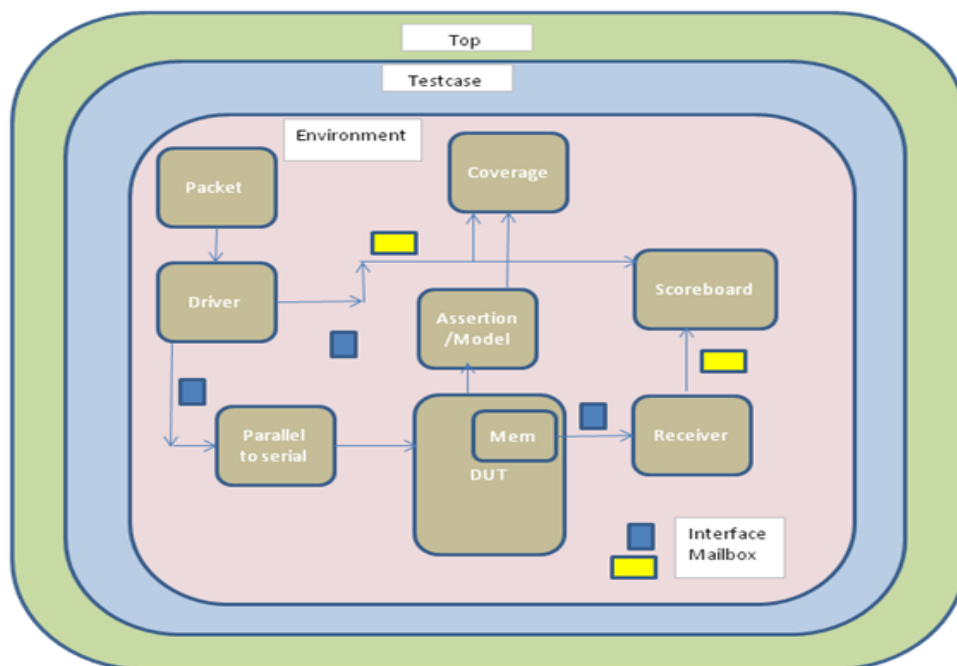 Top
Testcase
Environment
Coverage
Packet
Driver
Scoreboard
Assertion
/Model
Parallel
to serial
Mem
DUT
Receiver
Interface
Mailbox